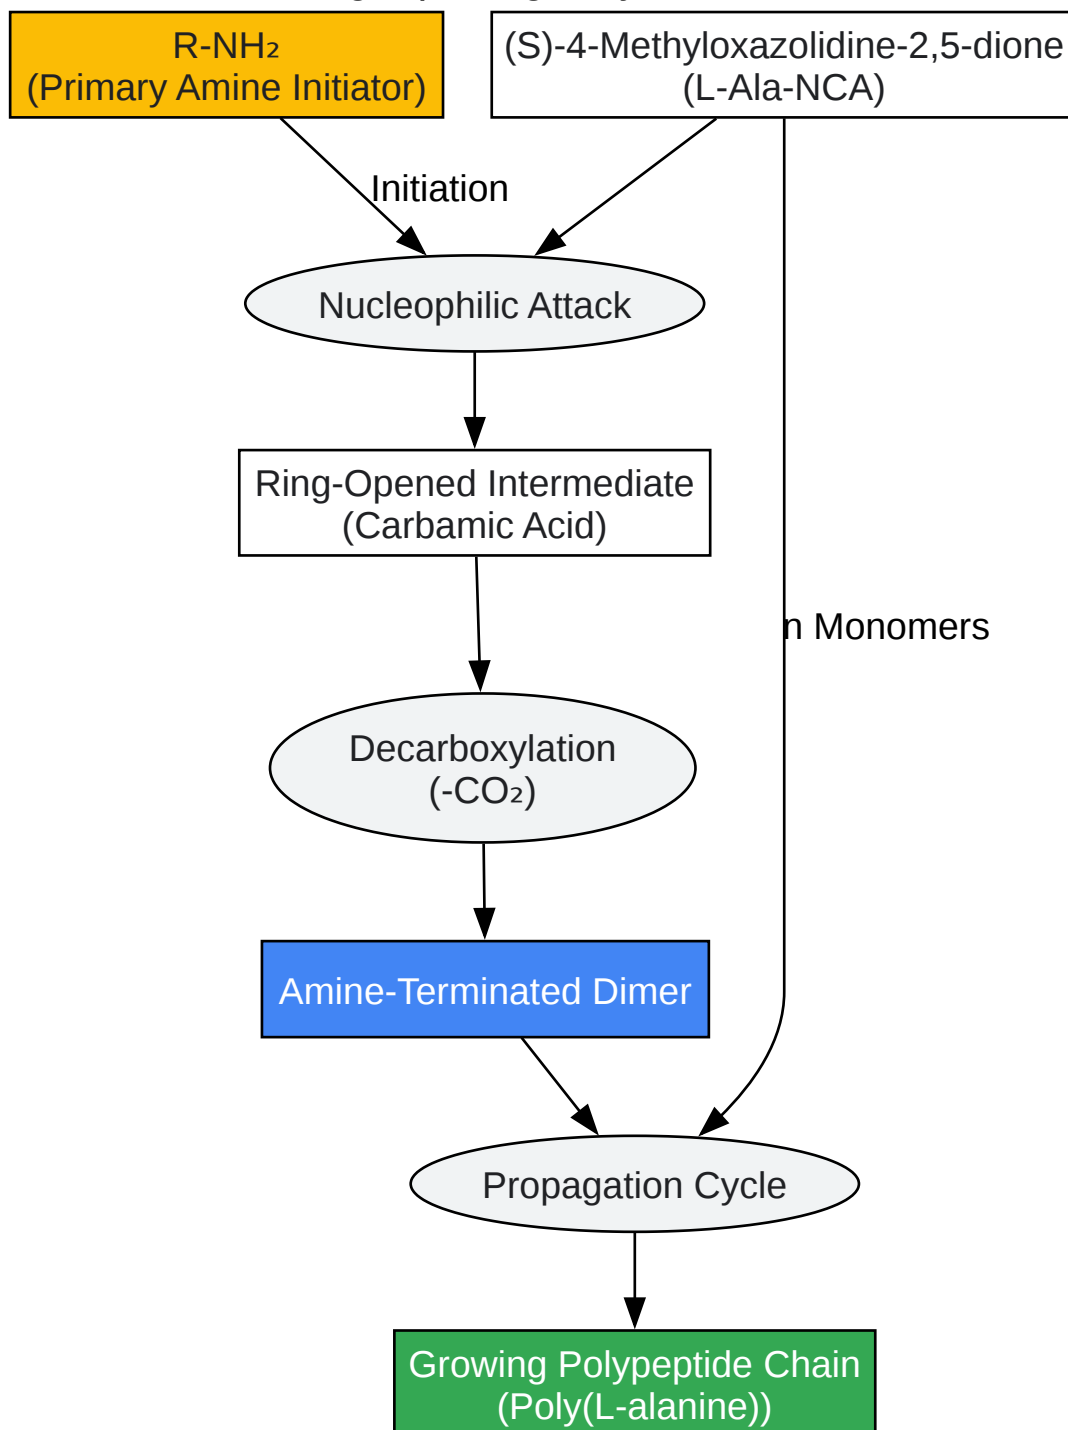 R-NH₂
(Primary Amine Initiator)
(S)-4-Methyloxazolidine-2,5-dione
(L-Ala-NCA)
Initiation
Nucleophilic Attack
Ring-Opened Intermediate
(Carbamic Acid)
n Monomers
Decarboxylation
(-CO₂)
Amine-Terminated Dimer
Propagation Cycle
Growing Polypeptide Chain
(Poly(L-alanine))